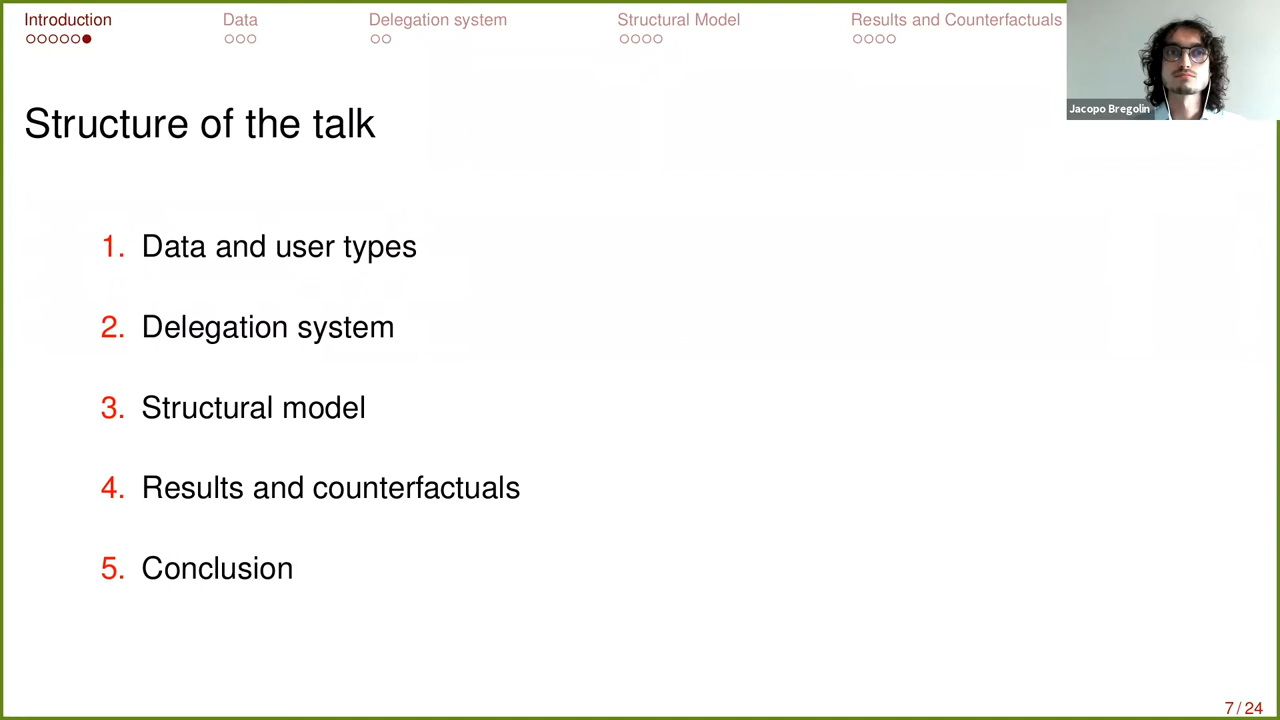 Introduction Data Delegation system Structural Model Results and Counterfactuals
Jacopo Bregolin
Structure of the talk
1. Data and user types
2. Delegation system
3. Structural model
4. Results and counterfactuals
5. Conclusion
7 / 24